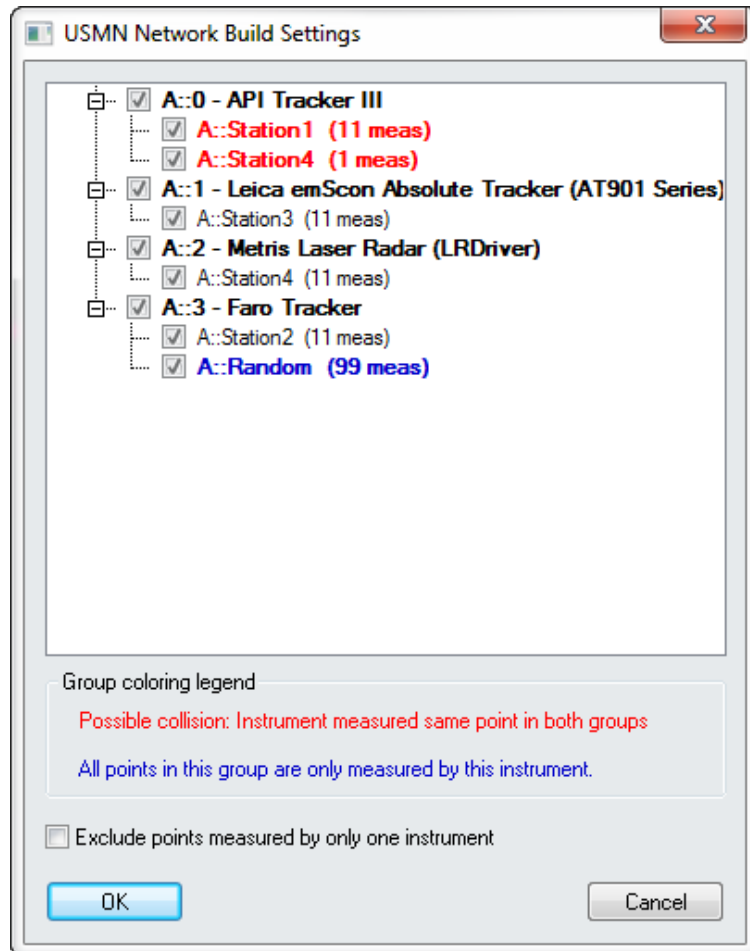 USMN Network Build Settings
A::0 - API Tracker III
A::Station1 (11 meas)
A::Station4 (1 meas)
A::1 - Leica emScon Absolute Tracker (AT901 Series)
A::Station3 (11 meas)
A::2 - Metris Laser Radar (LRDriver)
A::Station4 (11 meas)
A::3 - Faro Tracker
A::Station2 (11 meas)
A::Random (99 meas)
Group coloring legend
Possible collision: Instrument measured same point in both groups
All points in this group are only measured by this instrument.
Exclude points measured by only one instrument
OK Cancel